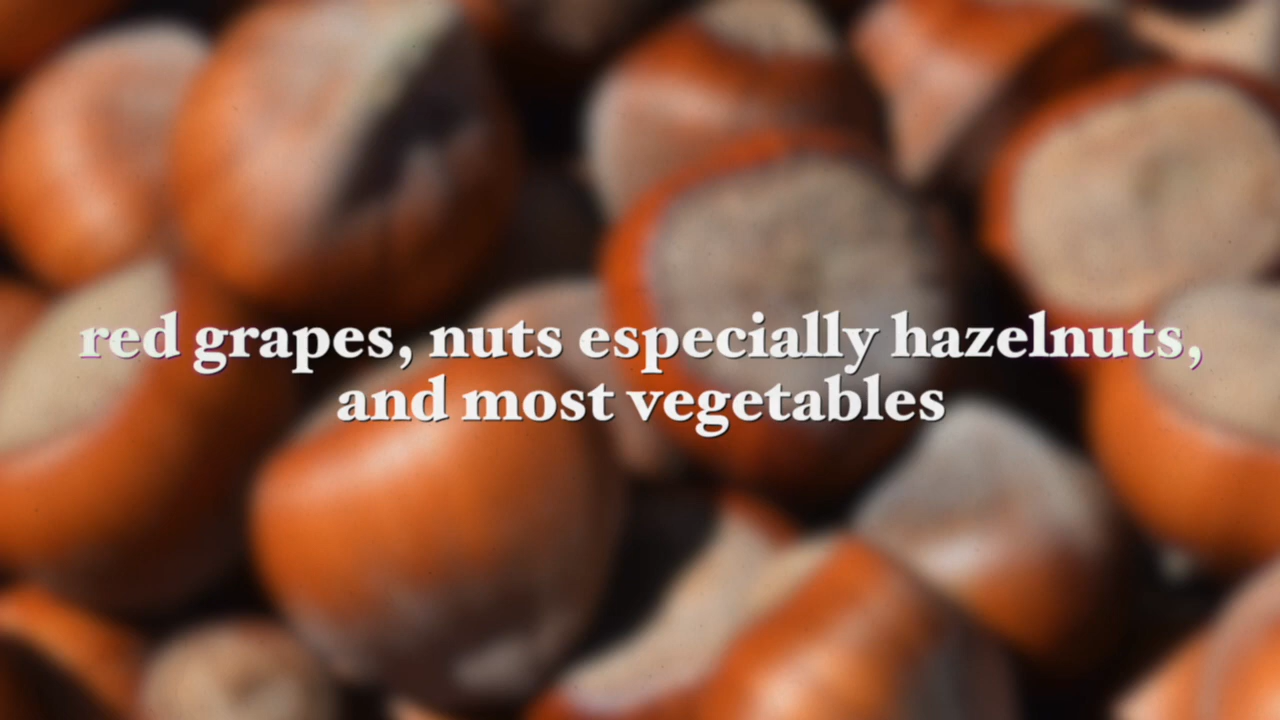 red grapes, nuts especially hazelnuts,
and most vegetables